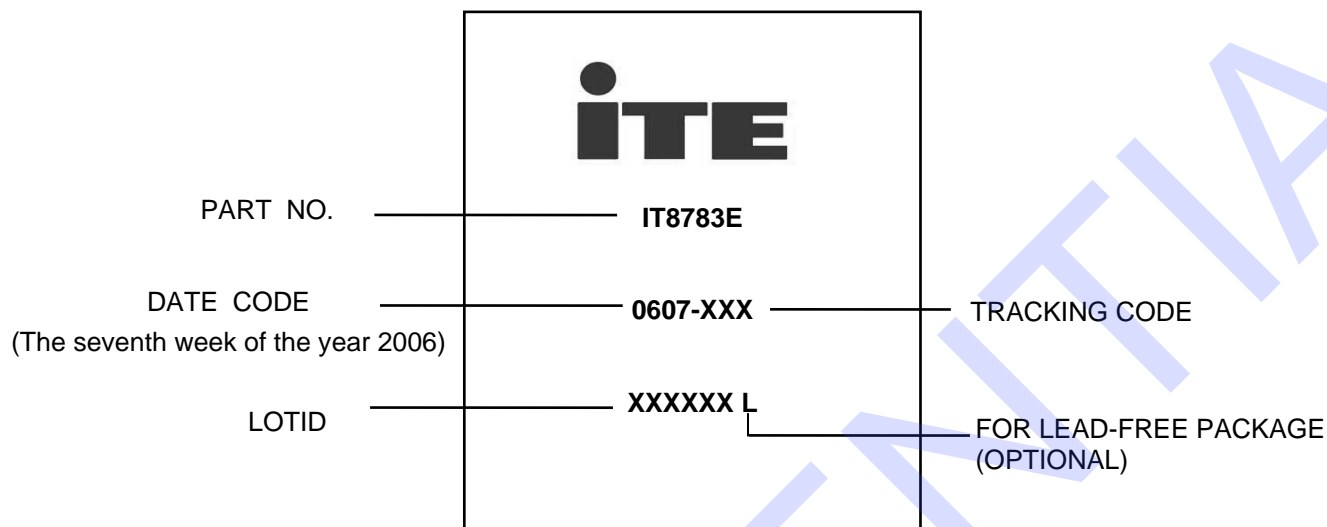 iTE
PART NO.
IT8783E
DATE CODE
0607-XXX
TRACKING CODE
(The seventh week of the year 2006)
LOTID
XXXXXX L
FOR LEAD-FREE PACKAGE
(OPTIONAL)
NTIA